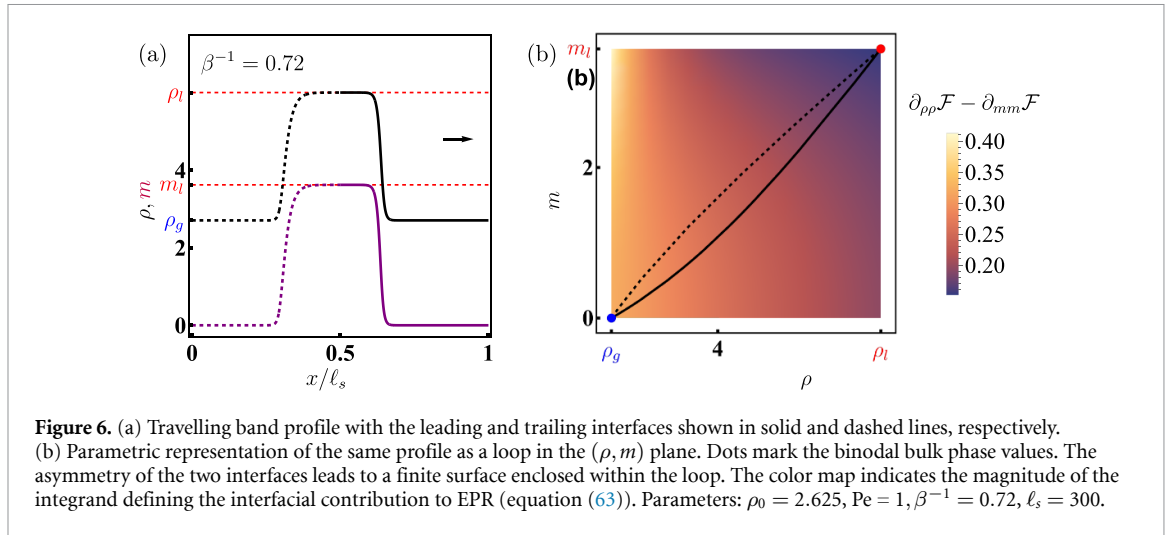 (a)
β⁻¹ = 0.72
ρ_l
4
m_l
ρ_g
2
0
ρ, m
0
0.5
1
x/ℓ_s
(b)
m_l
(b)
2
0
m
ρ_g
4
ρ_l
ρ
∂_ρρ ℱ − ∂_mm ℱ
0.40
0.35
0.30
0.25
0.20
Figure 6. (a) Travelling band profile with the leading and trailing interfaces shown in solid and dashed lines, respectively.
(b) Parametric representation of the same profile as a loop in the (ρ, m) plane. Dots mark the binodal bulk phase values. The
asymmetry of the two interfaces leads to a finite surface enclosed within the loop. The color map indicates the magnitude of the
integrand defining the interfacial contribution to EPR (equation (63)). Parameters: ρ₀ = 2.625, Pe = 1, β⁻¹ = 0.72, ℓ_s = 300.